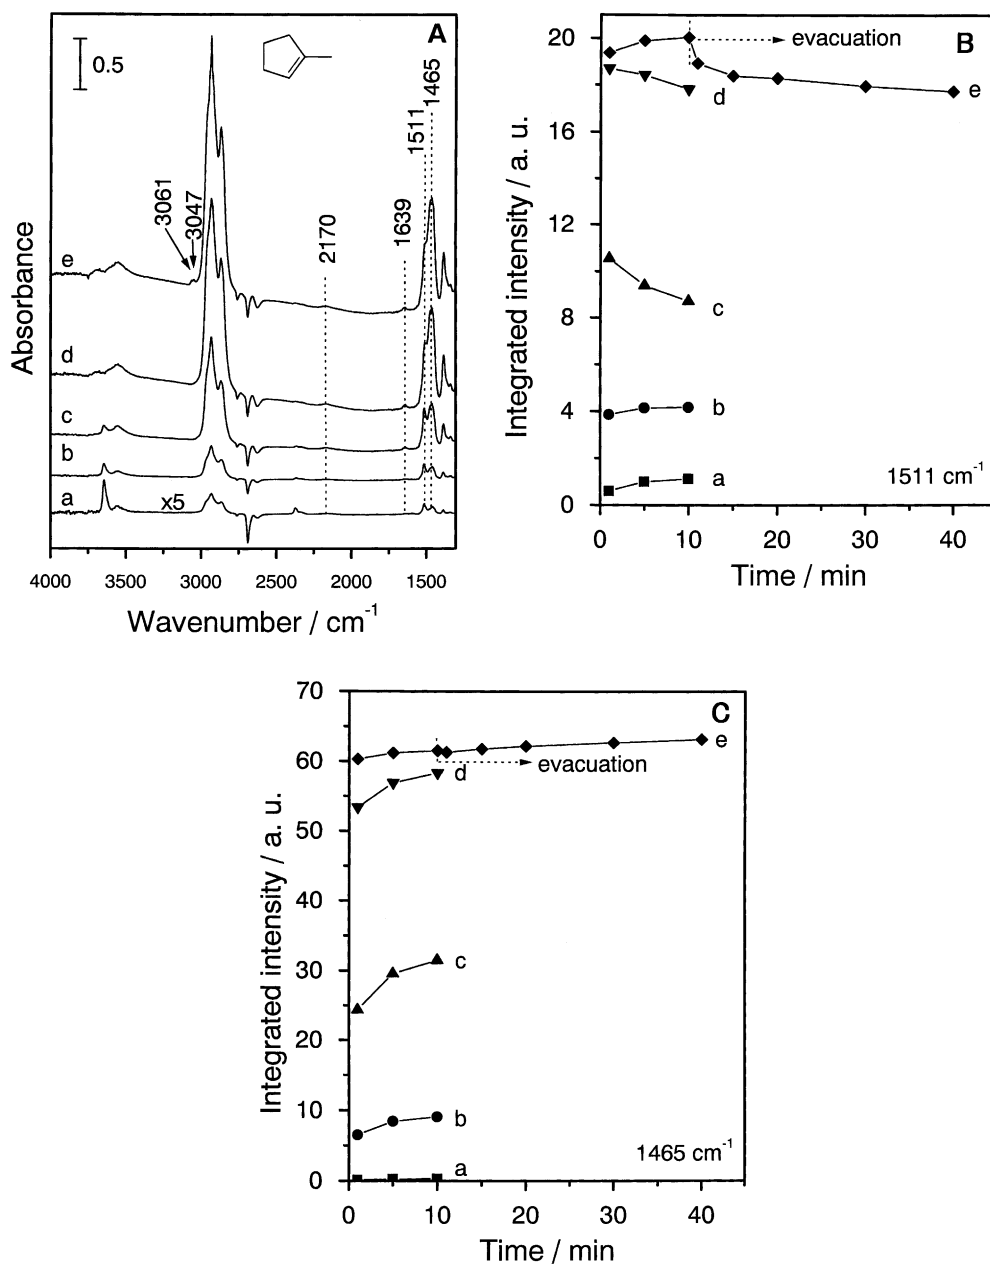 A
0.5
1465
1511
3061
3047
2170
1639
e
d
c
b
a
x5
Absorbance
4000 3500 3000 2500 2000 1500
Wavenumber / cm-1
B
20
16
12
8
4
0
evacuation
e
d
c
b
a
1511 cm-1
Integrated intensity / a. u.
0 10 20 30 40
Time / min
C
70
60
50
40
30
20
10
0
e
evacuation
d
c
b
a
1465 cm-1
Integrated intensity / a. u.
0 10 20 30 40
Time / min